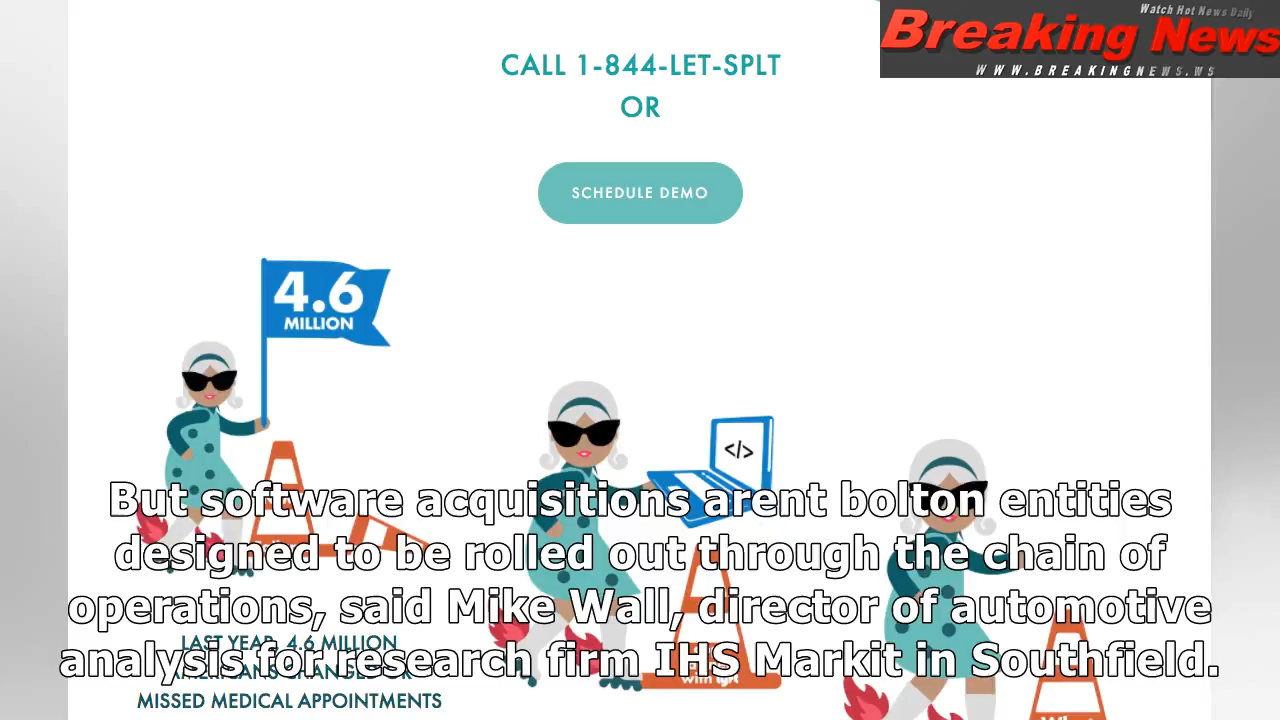 Watch Hot News Daily
Breaking News
WWW.BREAKINGNEWS.WS
CALL 1-844-LET-SPLT
OR
SCHEDULE DEMO
4.6
MILLION
</>
But software acquisitions arent bolton entities
designed to be rolled out through the chain of
operations, said Mike Wall, director of automotive
analysis for research firm IHS Markit in Southfield.
LAST YEAR, 4.6 MILLION
AMERICANS CHANGED OR
MISSED MEDICAL APPOINTMENTS